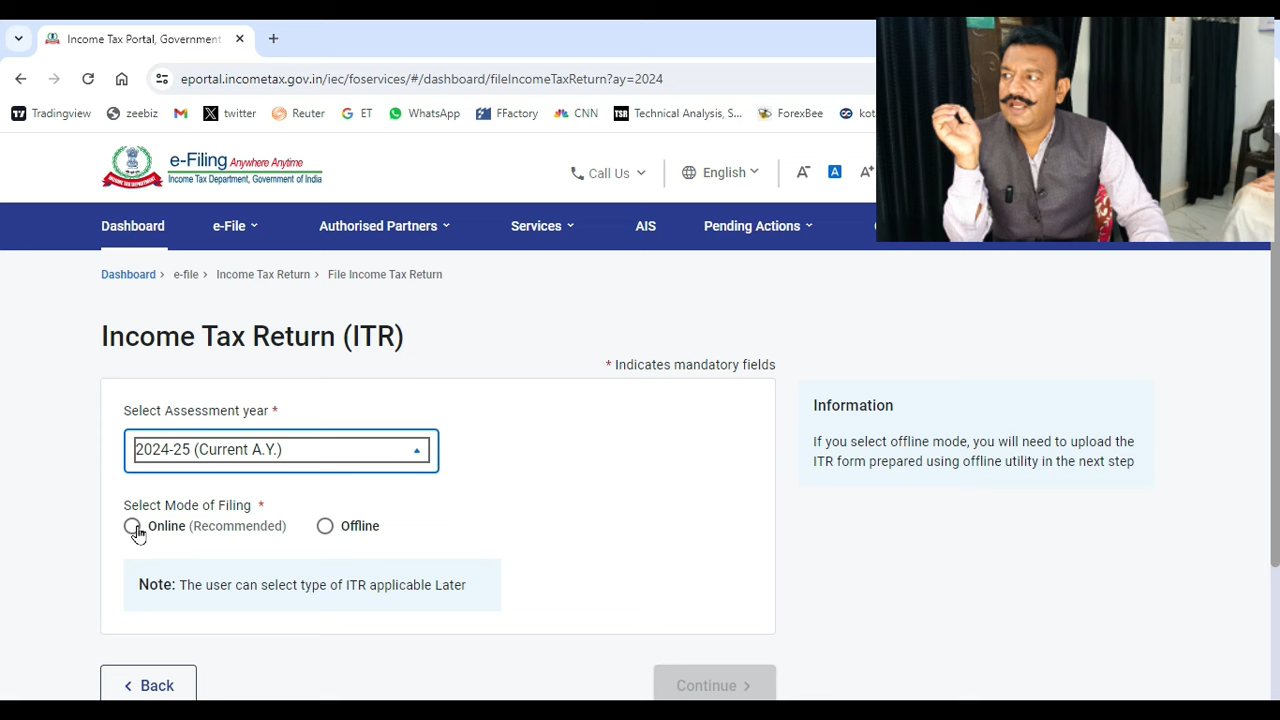 Income Tax Portal, Government
eportal.incometax.gov.in/iec/foservices/#/dashboard/fileIncomeTaxReturn?ay=2024
Tradingview zeebiz twitter Reuter ET WhatsApp FFactory CNN Technical Analysis, S... ForexBee kot
e-Filing Anywhere Anytime
Income Tax Department, Government of India
Call Us English A- A A+
Dashboard e-File Authorised Partners Services AIS Pending Actions
Dashboard > e-file > Income Tax Return > File Income Tax Return
Income Tax Return (ITR)
* Indicates mandatory fields
Select Assessment year *
2024-25 (Current A.Y.)
Select Mode of Filing *
Online (Recommended) Offline
Note: The user can select type of ITR applicable Later
< Back
Continue >
Information
If you select offline mode, you will need to upload the
ITR form prepared using offline utility in the next step